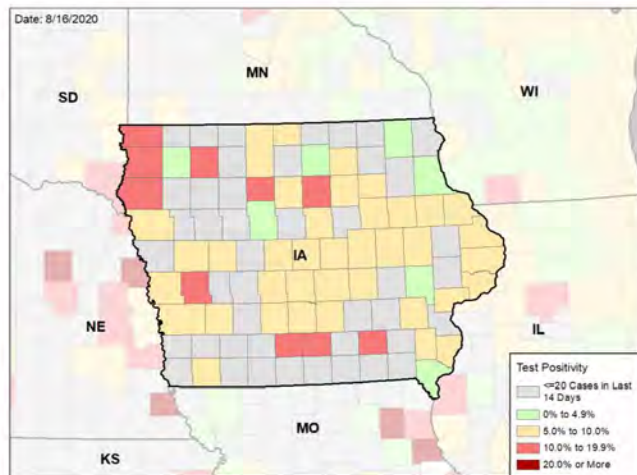 Date: 8/16/2020
MN
SD
WI
IA
NE
IL
MO
KS
Test Positivity
<=20 Cases in Last
14 Days
0% to 4.9%
5.0% to 10.0%
10.0% to 19.9%
20.0% or More